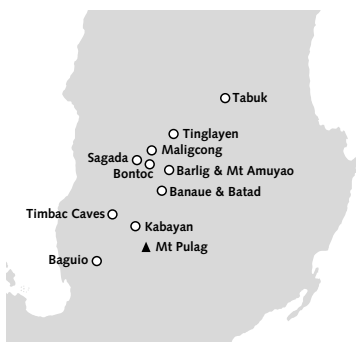 Tabuk
Tinglayen
Maligcong
Sagada
Bontoc
Barlig & Mt Amuyao
Banaue & Batad
Timbac Caves
Kabayan
Mt Pulag
Baguio